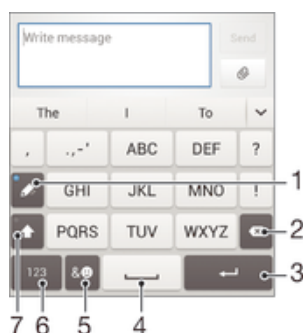 Write message
Send
The I To
, .,-' ABC DEF ?
GHI JKL MNO ! 1
PQRS TUV WXYZ 2
123 &☻ 3
7 6 5 4